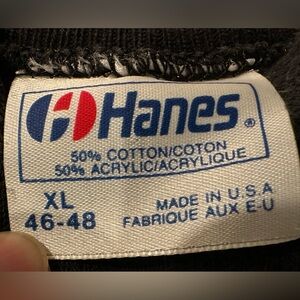 Hanes®
50% COTTON/COTON
50% ACRYLIC/ACRYLIQUE
XL
46-48
MADE IN U.S.A
FABRIQUE AUX E-U